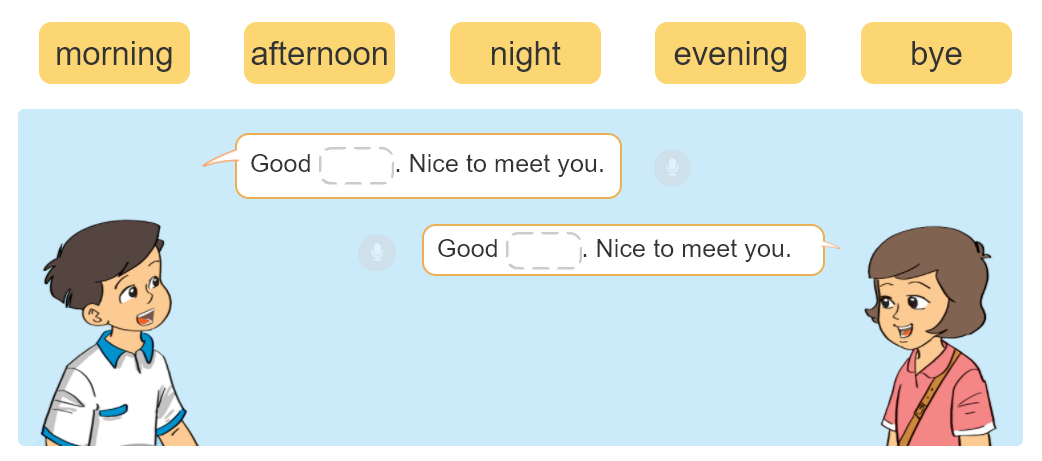 morning afternoon night evening bye
Good . Nice to meet you.
Good . Nice to meet you.